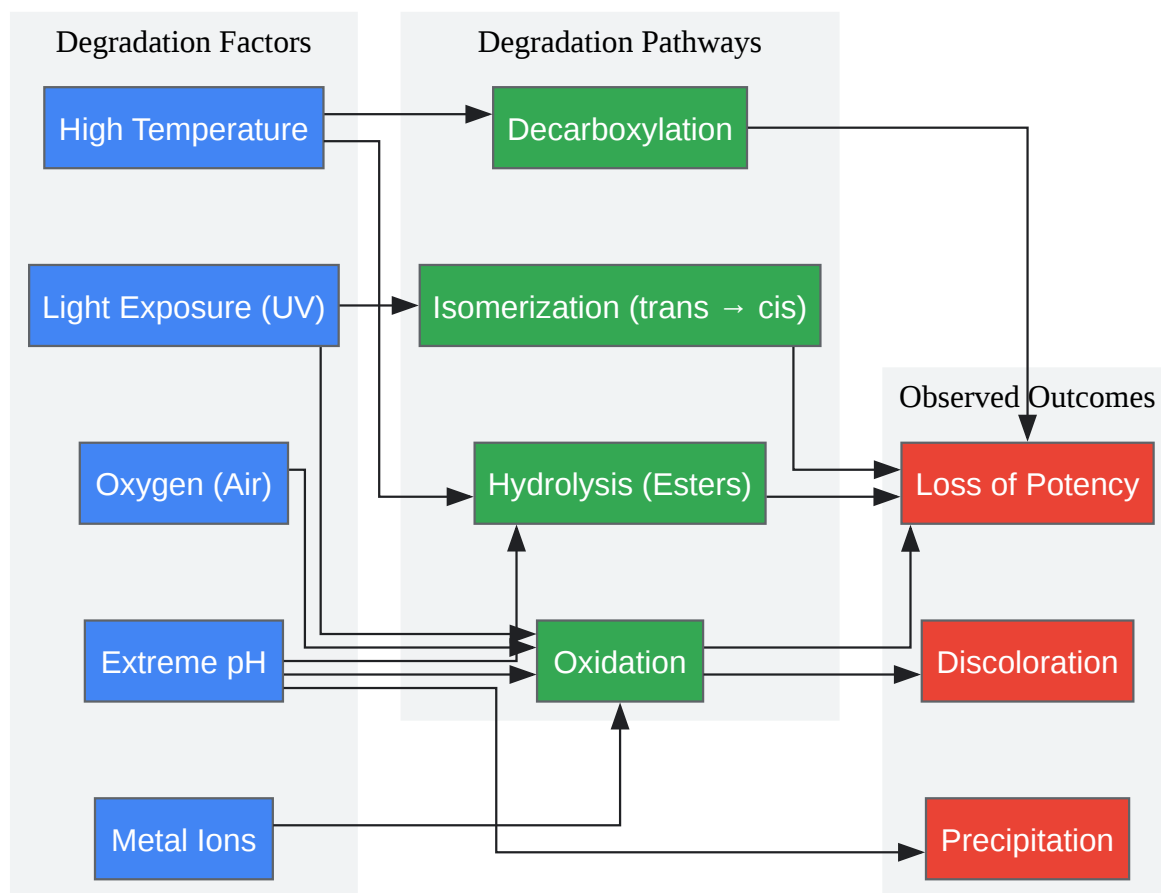 Degradation Factors
High Temperature
Light Exposure (UV)
Oxygen (Air)
Extreme pH
Metal Ions
Degradation Pathways
Decarboxylation
Isomerization (trans → cis)
Hydrolysis (Esters)
Oxidation
Observed Outcomes
Loss of Potency
Discoloration
Precipitation